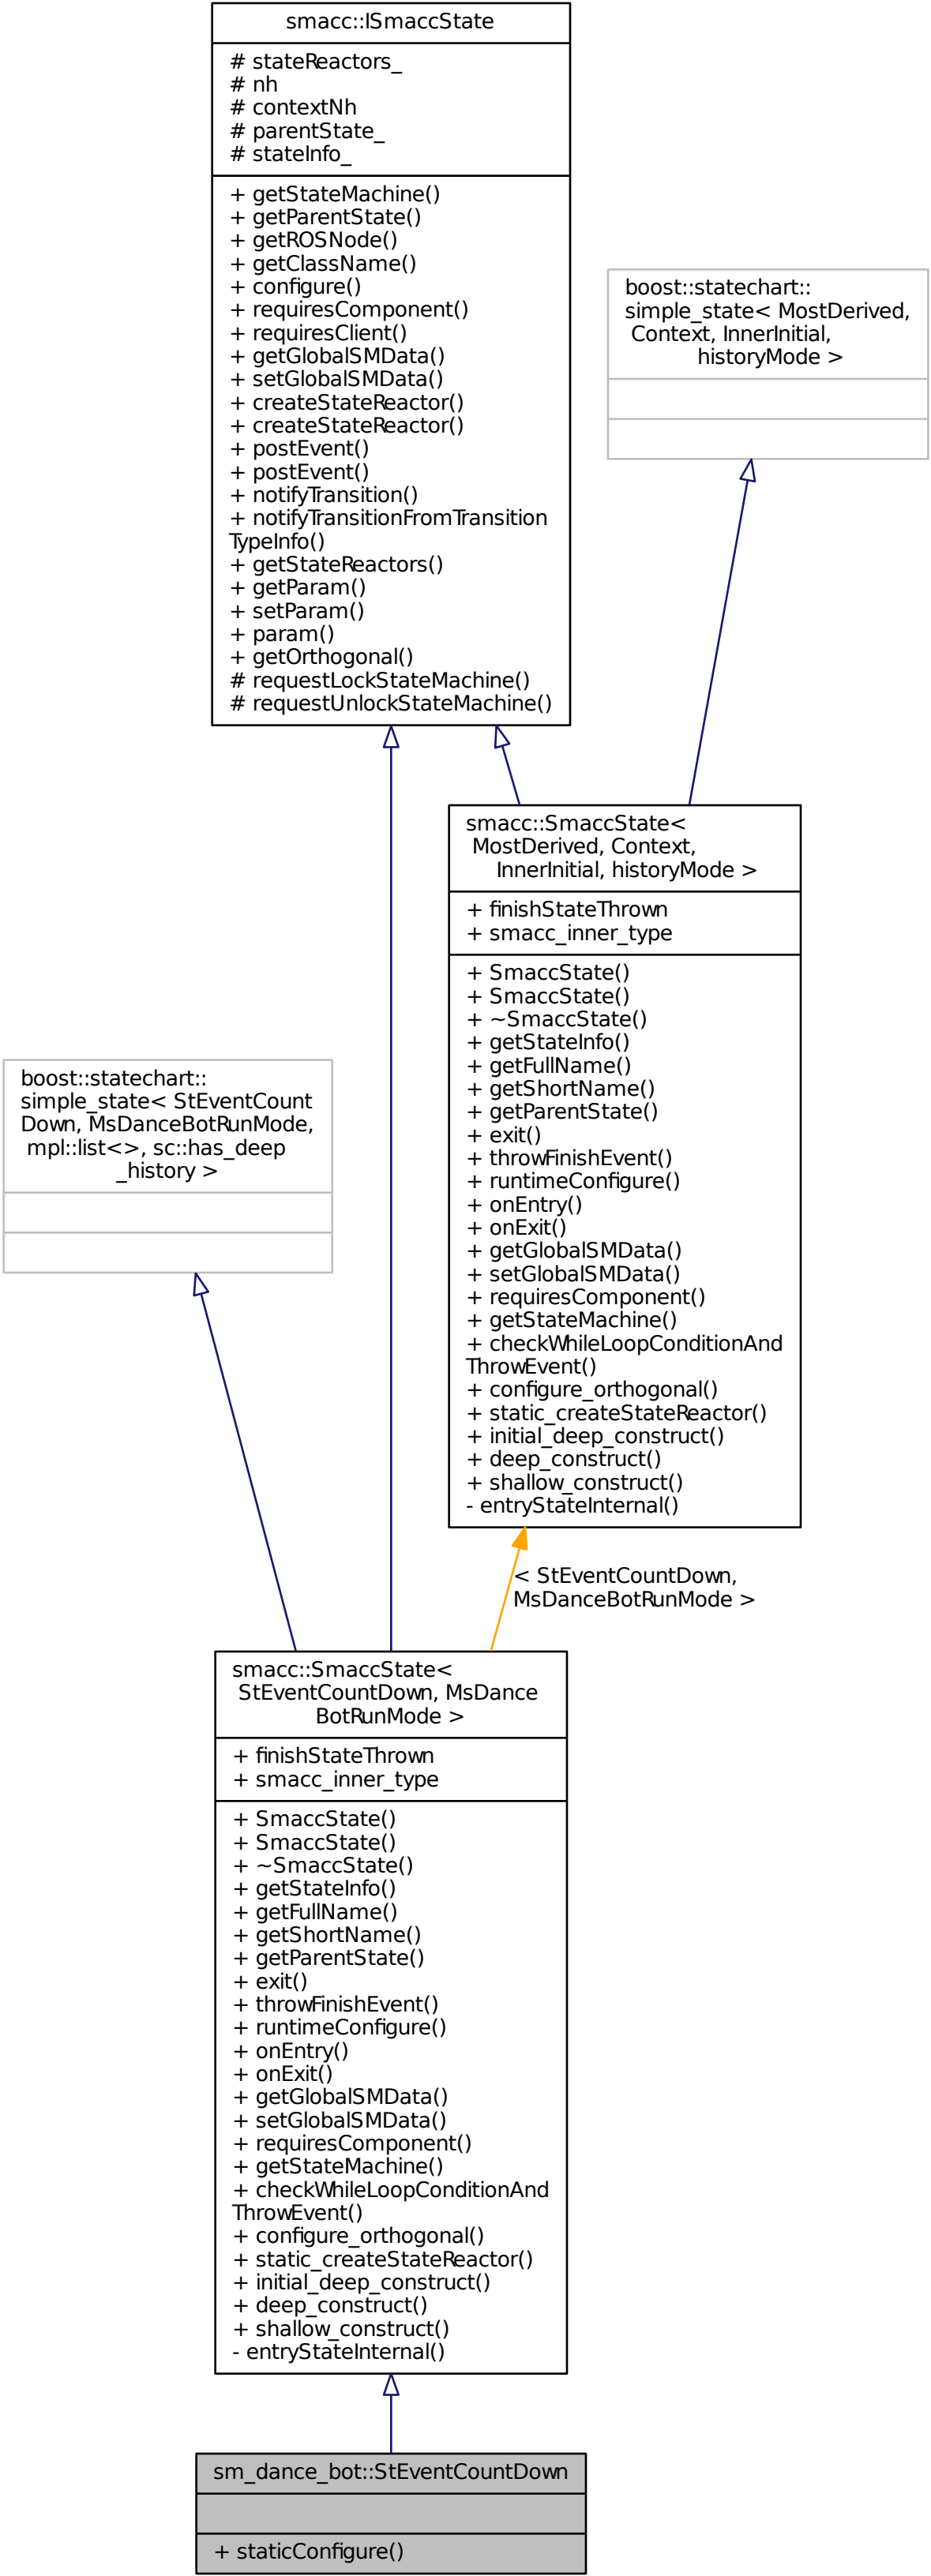 smacc::ISmaccState
# stateReactors_
# nh
# contextNh
# parentState_
# stateInfo_
+ getStateMachine()
+ getParentState()
+ getROSNode()
+ getClassName()
+ configure()
+ requiresComponent()
+ requiresClient()
+ getGlobalSMData()
+ setGlobalSMData()
+ createStateReactor()
+ createStateReactor()
+ postEvent()
+ postEvent()
+ notifyTransition()
+ notifyTransitionFromTransition
TypeInfo()
+ getStateReactors()
+ getParam()
+ setParam()
+ param()
+ getOrthogonal()
# requestLockStateMachine()
# requestUnlockStateMachine()
boost::statechart::
simple_state< MostDerived,
Context, InnerInitial,
historyMode >
smacc::SmaccState<
MostDerived, Context,
InnerInitial, historyMode >
+ finishStateThrown
+ smacc_inner_type
+ SmaccState()
+ SmaccState()
+ ~SmaccState()
+ getStateInfo()
+ getFullName()
+ getShortName()
+ getParentState()
+ exit()
+ throwFinishEvent()
+ runtimeConfigure()
+ onEntry()
+ onExit()
+ getGlobalSMData()
+ setGlobalSMData()
+ requiresComponent()
+ getStateMachine()
+ checkWhileLoopConditionAnd
ThrowEvent()
+ configure_orthogonal()
+ static_createStateReactor()
+ initial_deep_construct()
+ deep_construct()
+ shallow_construct()
- entryStateInternal()
boost::statechart::
simple_state< StEventCount
Down, MsDanceBotRunMode,
mpl::list<>, sc::has_deep
_history >
< StEventCountDown,
MsDanceBotRunMode >
smacc::SmaccState<
StEventCountDown, MsDance
BotRunMode >
+ finishStateThrown
+ smacc_inner_type
+ SmaccState()
+ SmaccState()
+ ~SmaccState()
+ getStateInfo()
+ getFullName()
+ getShortName()
+ getParentState()
+ exit()
+ throwFinishEvent()
+ runtimeConfigure()
+ onEntry()
+ onExit()
+ getGlobalSMData()
+ setGlobalSMData()
+ requiresComponent()
+ getStateMachine()
+ checkWhileLoopConditionAnd
ThrowEvent()
+ configure_orthogonal()
+ static_createStateReactor()
+ initial_deep_construct()
+ deep_construct()
+ shallow_construct()
- entryStateInternal()
sm_dance_bot::StEventCountDown
+ staticConfigure()